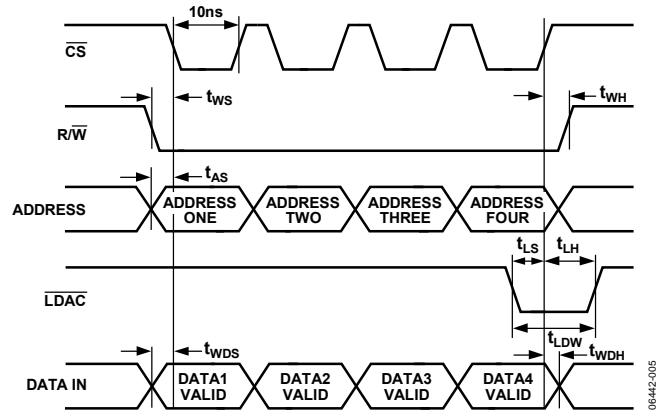 10ns
CS
tWS
tWH
R/W
tAS
ADDRESS
ADDRESS ONE
ADDRESS TWO
ADDRESS THREE
ADDRESS FOUR
tLS
tLH
LDAC
tLDW
tWDS
tWDH
DATA IN
DATA1 VALID
DATA2 VALID
DATA3 VALID
DATA4 VALID
06442-005